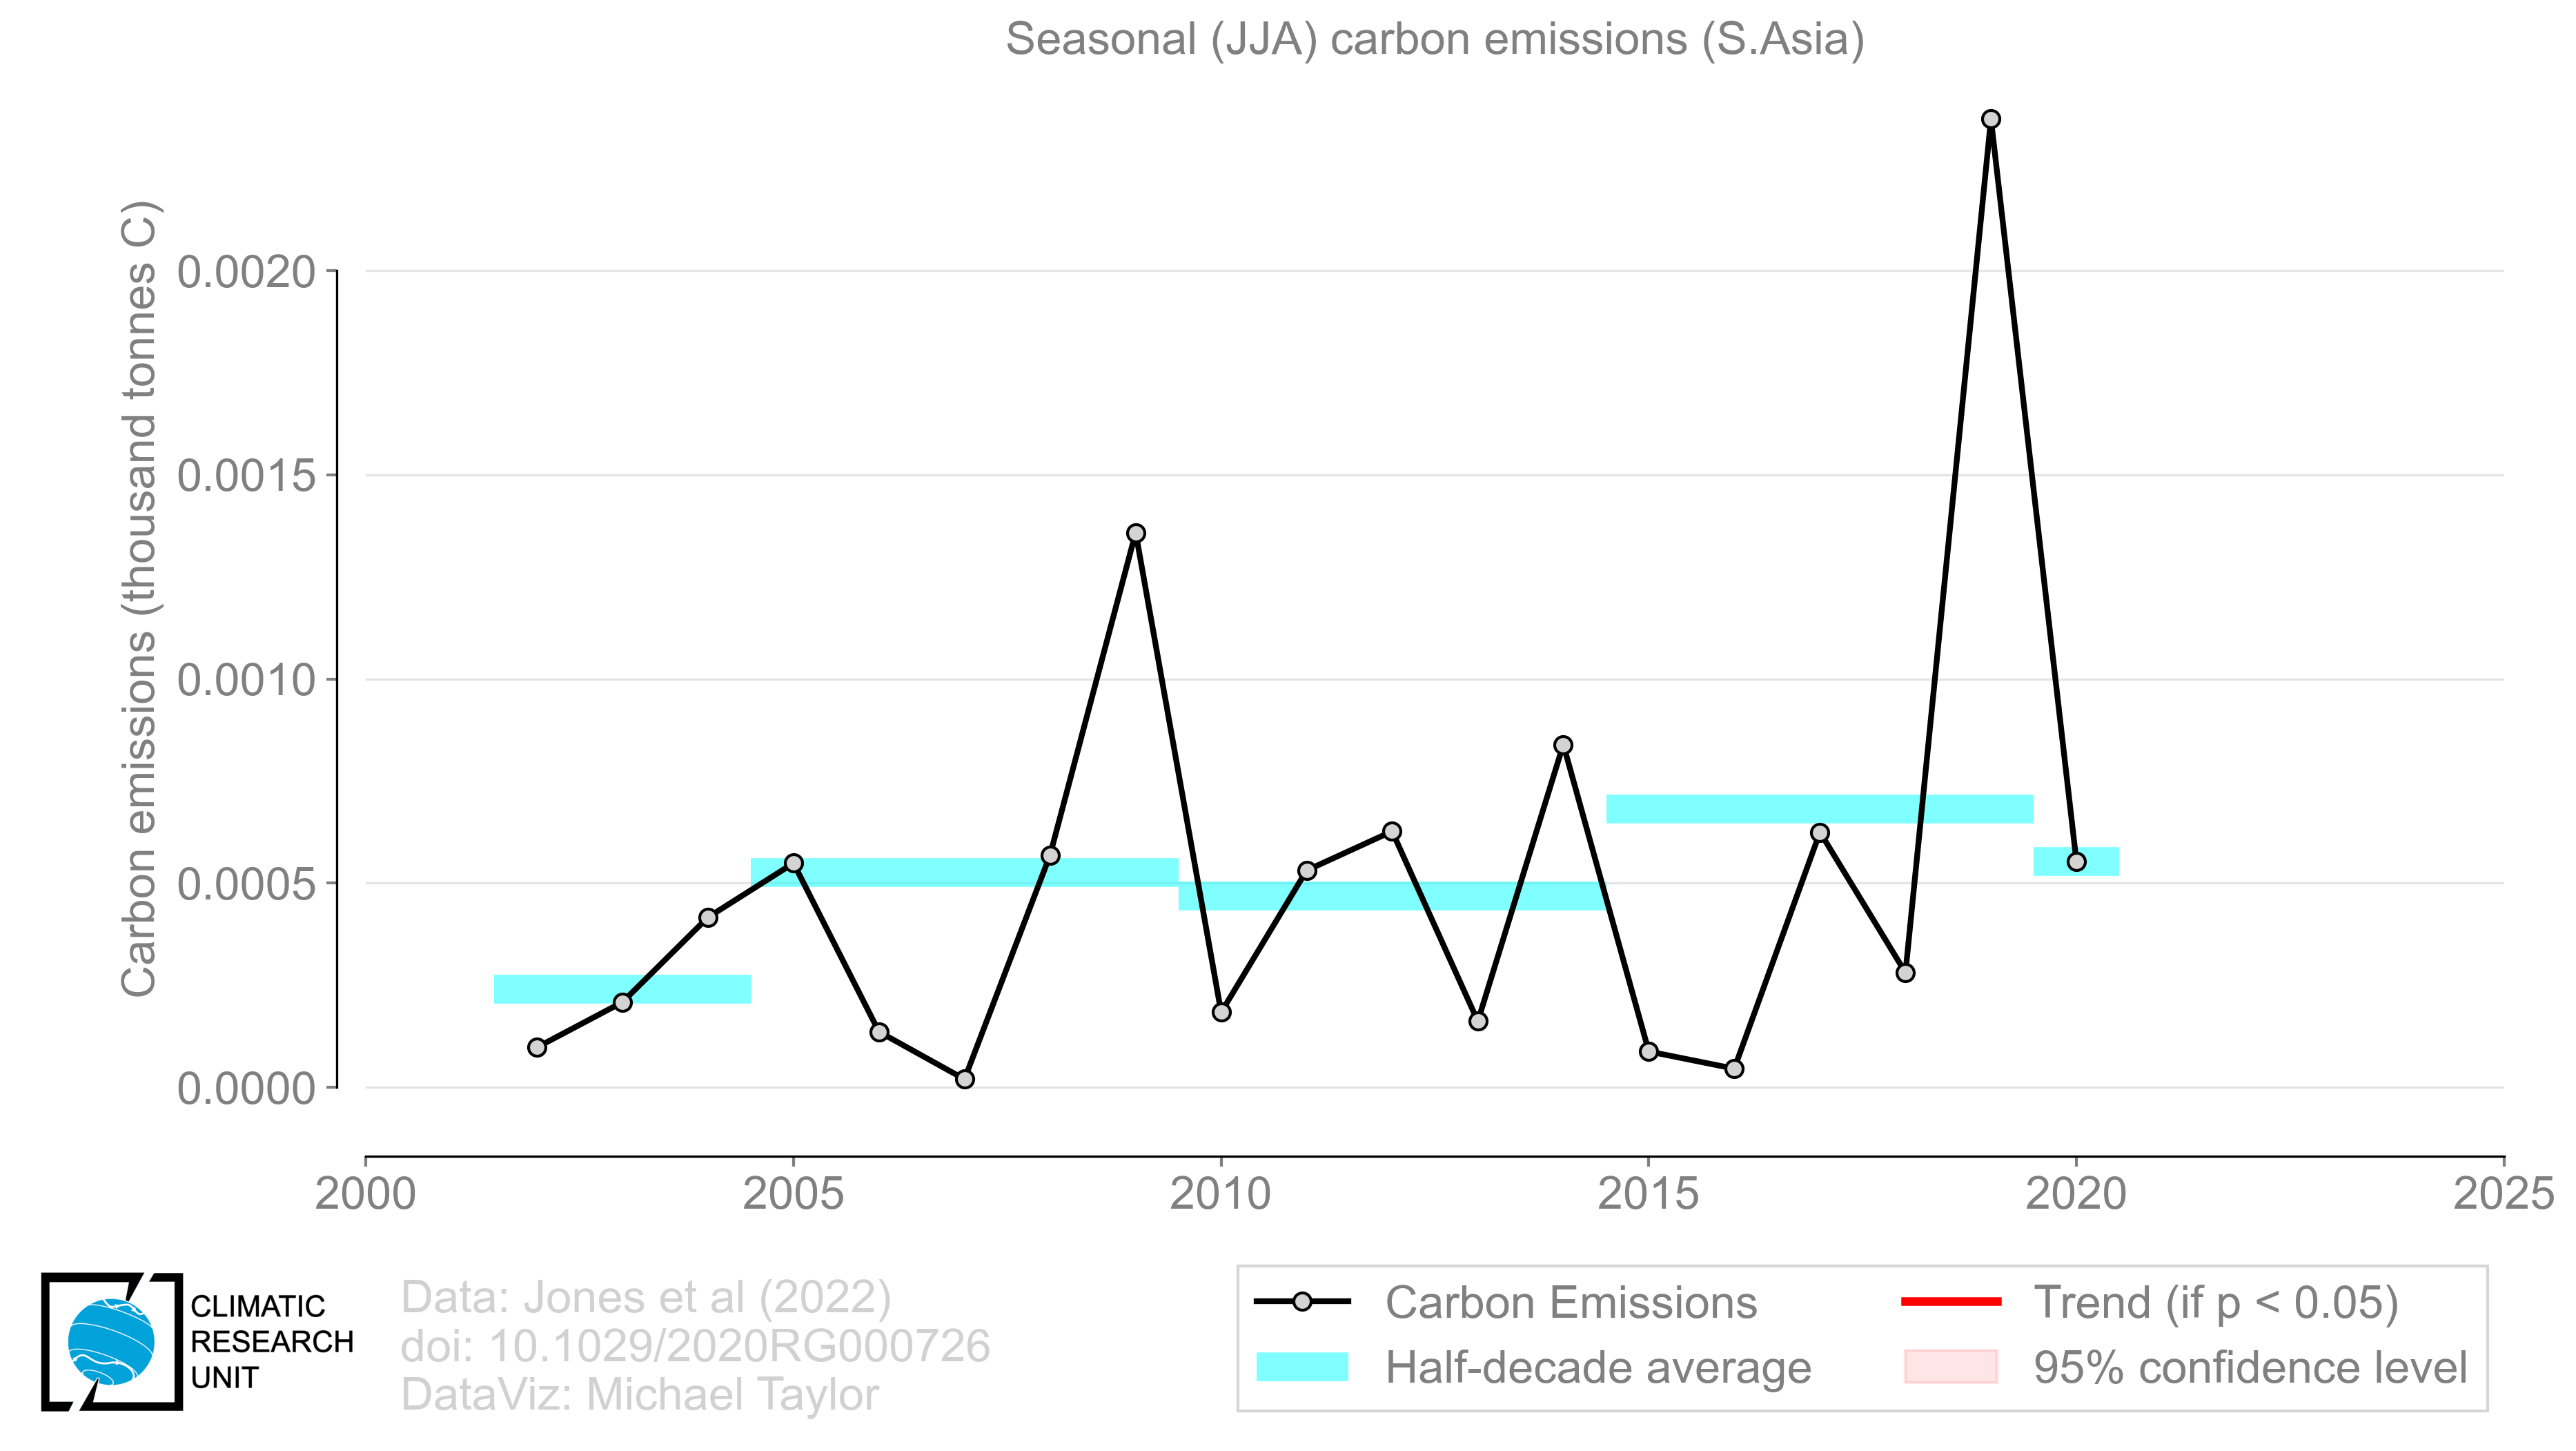 Seasonal (JJA) carbon emissions (S.Asia)
Carbon emissions (thousand tonnes C)
0.0020
0.0015
0.0010
0.0005
0.0000
2000 2005 2010 2015 2020 2025
CLIMATIC
RESEARCH
UNIT
Data: Jones et al (2022)
doi: 10.1029/2020RG000726
DataViz: Michael Taylor
Carbon Emissions
Half-decade average
Trend (if p < 0.05)
95% confidence level